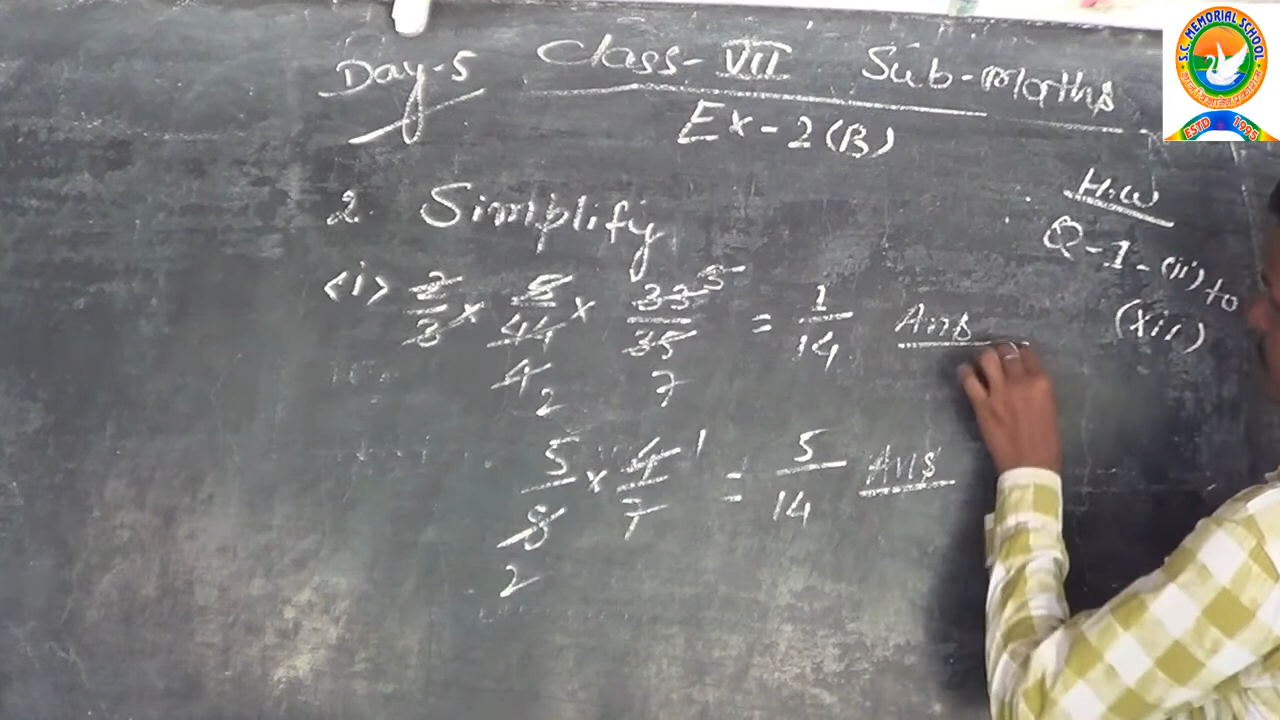 Day-5 Class-VII Sub-Maths
Ex-2(B)
H.W
Q-1-(ii) to
(xii)
2. Simplify
<i> 2/3 × 5/44 × 33/35 = 1/14 Ans
3
4 2 7
5/8 × 4/7 = 5/14 Ans
1
2
S.C. MEMORIAL SCHOOL
ESTD 1995